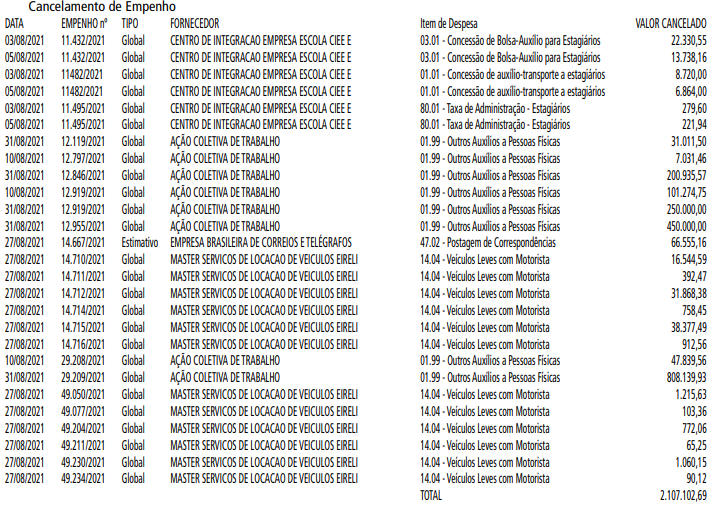 Cancelamento de Empenho
DATA EMPENHO nº TIPO FORNECEDOR Item de Despesa VALOR CANCELADO
03/08/2021 11.432/2021 Global CENTRO DE INTEGRACAO EMPRESA ESCOLA CIEE E 03.01 - Concessão de Bolsa-Auxílio para Estagiários 22.330,55
05/08/2021 11.432/2021 Global CENTRO DE INTEGRACAO EMPRESA ESCOLA CIEE E 03.01 - Concessão de Bolsa-Auxílio para Estagiários 13.738,16
03/08/2021 11482/2021 Global CENTRO DE INTEGRACAO EMPRESA ESCOLA CIEE E 01.01 - Concessão de auxílio-transporte a estagiários 8.720,00
05/08/2021 11482/2021 Global CENTRO DE INTEGRACAO EMPRESA ESCOLA CIEE E 01.01 - Concessão de auxílio-transporte a estagiários 6.864,00
03/08/2021 11.495/2021 Global CENTRO DE INTEGRACAO EMPRESA ESCOLA CIEE E 80.01 - Taxa de Administração - Estagiários 279,60
05/08/2021 11.495/2021 Global CENTRO DE INTEGRACAO EMPRESA ESCOLA CIEE E 80.01 - Taxa de Administração - Estagiários 221,94
31/08/2021 12.119/2021 Global AÇÃO COLETIVA DE TRABALHO 01.99 - Outros Auxílios a Pessoas Físicas 31.011,50
10/08/2021 12.797/2021 Global AÇÃO COLETIVA DE TRABALHO 01.99 - Outros Auxílios a Pessoas Físicas 7.031,46
31/08/2021 12.846/2021 Global AÇÃO COLETIVA DE TRABALHO 01.99 - Outros Auxílios a Pessoas Físicas 200.935,57
10/08/2021 12.919/2021 Global AÇÃO COLETIVA DE TRABALHO 01.99 - Outros Auxílios a Pessoas Físicas 101.274,75
31/08/2021 12.919/2021 Global AÇÃO COLETIVA DE TRABALHO 01.99 - Outros Auxílios a Pessoas Físicas 250.000,00
31/08/2021 12.955/2021 Global AÇÃO COLETIVA DE TRABALHO 01.99 - Outros Auxílios a Pessoas Físicas 450.000,00
27/08/2021 14.667/2021 Estimativo EMPRESA BRASILEIRA DE CORREIOS E TELÉGRAFOS 47.02 - Postagem de Correspondências 66.555,16
27/08/2021 14.710/2021 Global MASTER SERVICOS DE LOCACAO DE VEICULOS EIRELI 14.04 - Veículos Leves com Motorista 16.544,59
27/08/2021 14.711/2021 Global MASTER SERVICOS DE LOCACAO DE VEICULOS EIRELI 14.04 - Veículos Leves com Motorista 392,47
27/08/2021 14.712/2021 Global MASTER SERVICOS DE LOCACAO DE VEICULOS EIRELI 14.04 - Veículos Leves com Motorista 31.868,38
27/08/2021 14.714/2021 Global MASTER SERVICOS DE LOCACAO DE VEICULOS EIRELI 14.04 - Veículos Leves com Motorista 758,45
27/08/2021 14.715/2021 Global MASTER SERVICOS DE LOCACAO DE VEICULOS EIRELI 14.04 - Veículos Leves com Motorista 38.377,49
27/08/2021 14.716/2021 Global MASTER SERVICOS DE LOCACAO DE VEICULOS EIRELI 14.04 - Veículos Leves com Motorista 912,56
10/08/2021 29.208/2021 Global AÇÃO COLETIVA DE TRABALHO 01.99 - Outros Auxílios a Pessoas Físicas 47.839,56
31/08/2021 29.209/2021 Global AÇÃO COLETIVA DE TRABALHO 01.99 - Outros Auxílios a Pessoas Físicas 808.139,93
27/08/2021 49.050/2021 Global MASTER SERVICOS DE LOCACAO DE VEICULOS EIRELI 14.04 - Veículos Leves com Motorista 1.215,63
27/08/2021 49.077/2021 Global MASTER SERVICOS DE LOCACAO DE VEICULOS EIRELI 14.04 - Veículos Leves com Motorista 103,36
27/08/2021 49.204/2021 Global MASTER SERVICOS DE LOCACAO DE VEICULOS EIRELI 14.04 - Veículos Leves com Motorista 772,06
27/08/2021 49.211/2021 Global MASTER SERVICOS DE LOCACAO DE VEICULOS EIRELI 14.04 - Veículos Leves com Motorista 65,25
27/08/2021 49.230/2021 Global MASTER SERVICOS DE LOCACAO DE VEICULOS EIRELI 14.04 - Veículos Leves com Motorista 1.060,15
27/08/2021 49.234/2021 Global MASTER SERVICOS DE LOCACAO DE VEICULOS EIRELI 14.04 - Veículos Leves com Motorista 90,12
TOTAL 2.107.102,69